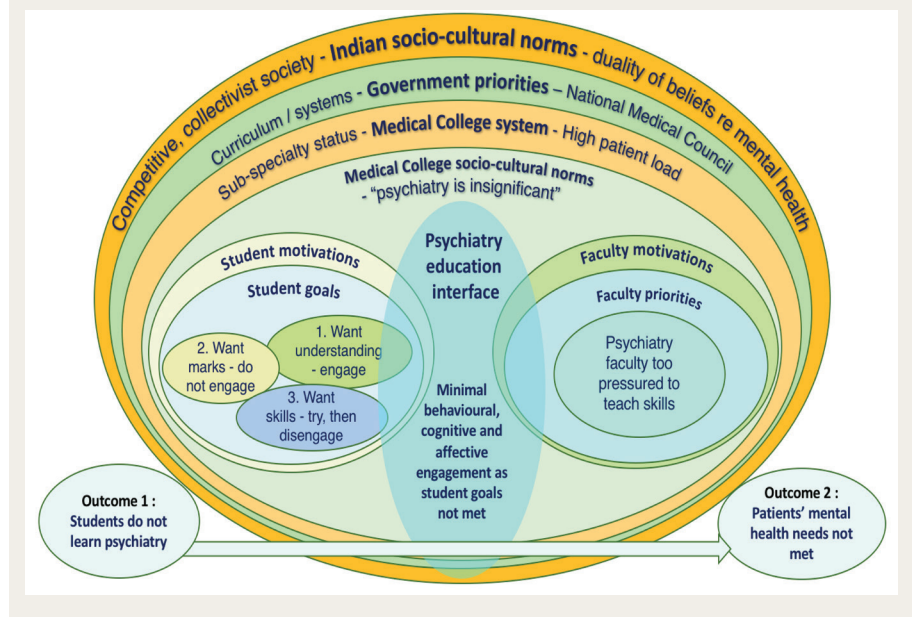 Competitive, collectivist society - Indian socio-cultural norms - duality of beliefs re mental health
Curriculum / systems - Government priorities – National Medical Council
Sub-specialty status - Medical College system - High patient load
Medical College socio-cultural norms
- “psychiatry is insignificant”
Student motivations
Student goals
1. Want
understanding
- engage
2. Want
marks - do
not engage
3. Want
skills - try, then
disengage
Psychiatry
education
interface
Minimal
behavioural,
cognitive and
affective
engagement as
student goals
not met
Faculty motivations
Faculty priorities
Psychiatry
faculty too
pressured to
teach skills
Outcome 1 :
Students do not
learn psychiatry
Outcome 2 :
Patients’ mental
health needs not
met